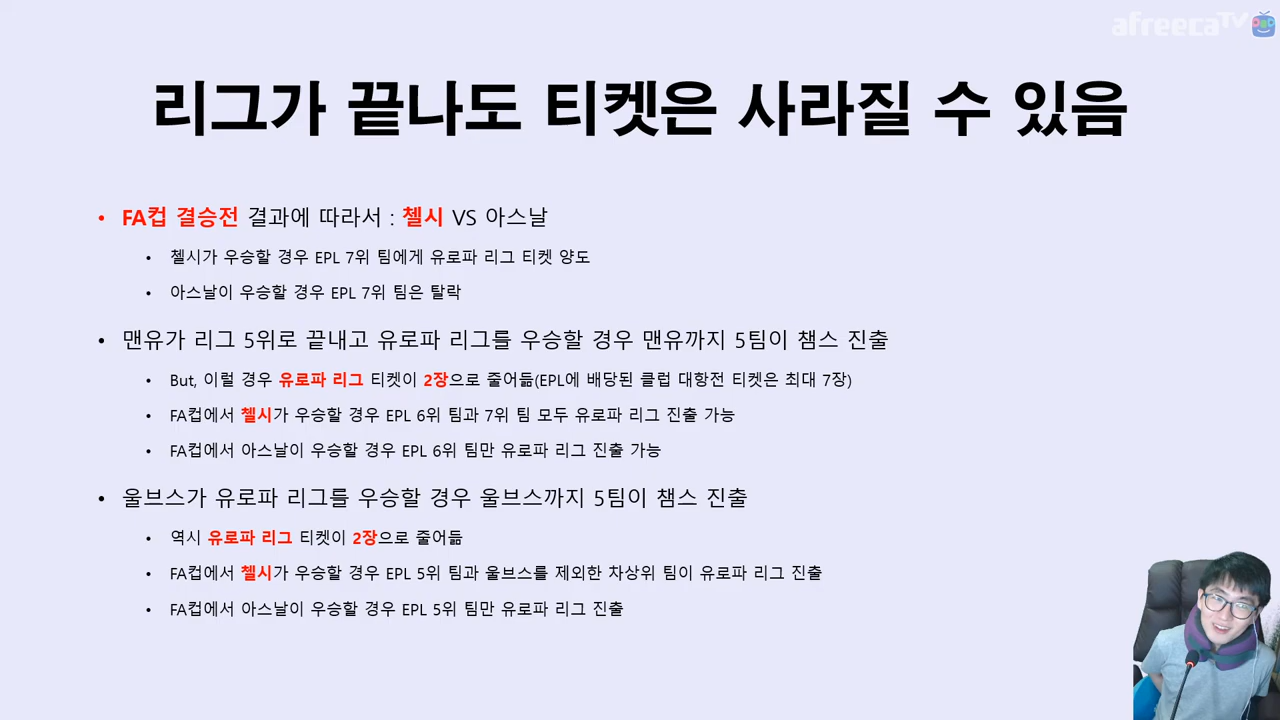 afreecaTV
리그가 끝나도 티켓은 사라질 수 있음
• FA컵 결승전 결과에 따라서 : 첼시 VS 아스날
• 첼시가 우승할 경우 EPL 7위 팀에게 유로파 리그 티켓 양도
• 아스날이 우승할 경우 EPL 7위 팀은 탈락
• 맨유가 리그 5위로 끝내고 유로파 리그를 우승할 경우 맨유까지 5팀이 챔스 진출
• But, 이럴 경우 유로파 리그 티켓이 2장으로 줄어듦(EPL에 배당된 클럽 대항전 티켓은 최대 7장)
• FA컵에서 첼시가 우승할 경우 EPL 6위 팀과 7위 팀 모두 유로파 리그 진출 가능
• FA컵에서 아스날이 우승할 경우 EPL 6위 팀만 유로파 리그 진출 가능
• 울브스가 유로파 리그를 우승할 경우 울브스까지 5팀이 챔스 진출
• 역시 유로파 리그 티켓이 2장으로 줄어듦
• FA컵에서 첼시가 우승할 경우 EPL 5위 팀과 울브스를 제외한 차상위 팀이 유로파 리그 진출
• FA컵에서 아스날이 우승할 경우 EPL 5위 팀만 유로파 리그 진출